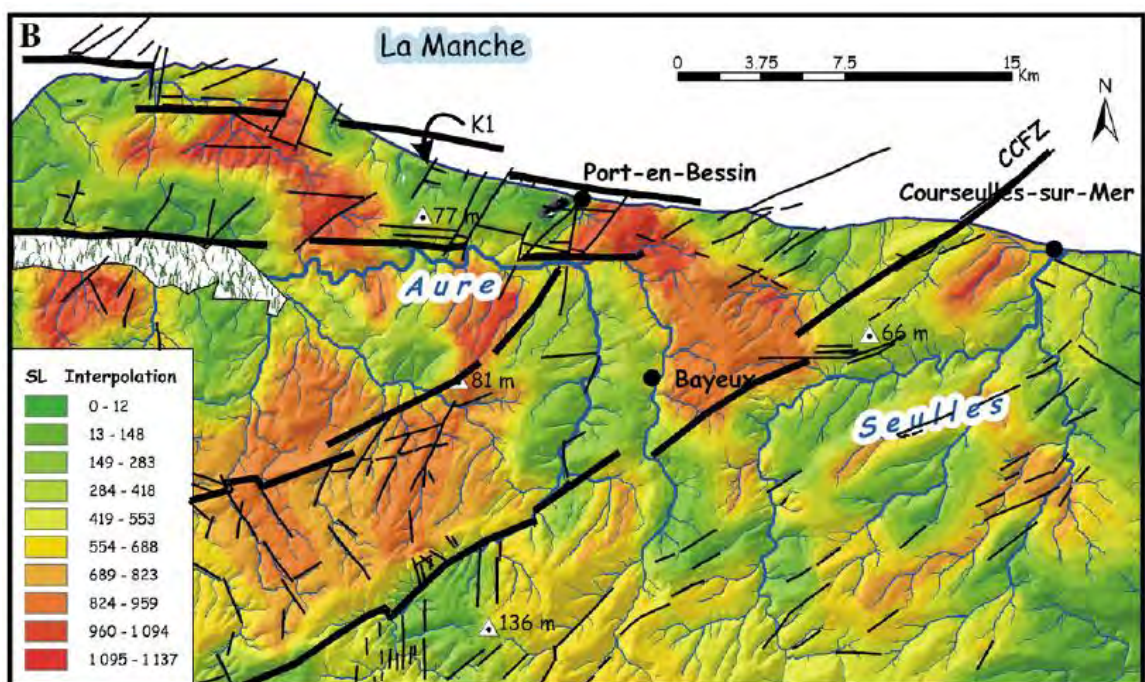 B
La Manche
0 3.75 7.5 15
Km
N
K1
CCFZ
Port-en-Bessin
Courseulles-sur-Mer
77 m
Aure
66 m
81 m
Bayeux
Seulles
136 m
SL Interpolation
0 - 12
13 - 148
149 - 283
284 - 418
419 - 553
554 - 688
689 - 823
824 - 959
960 - 1 094
1 095 - 1 137